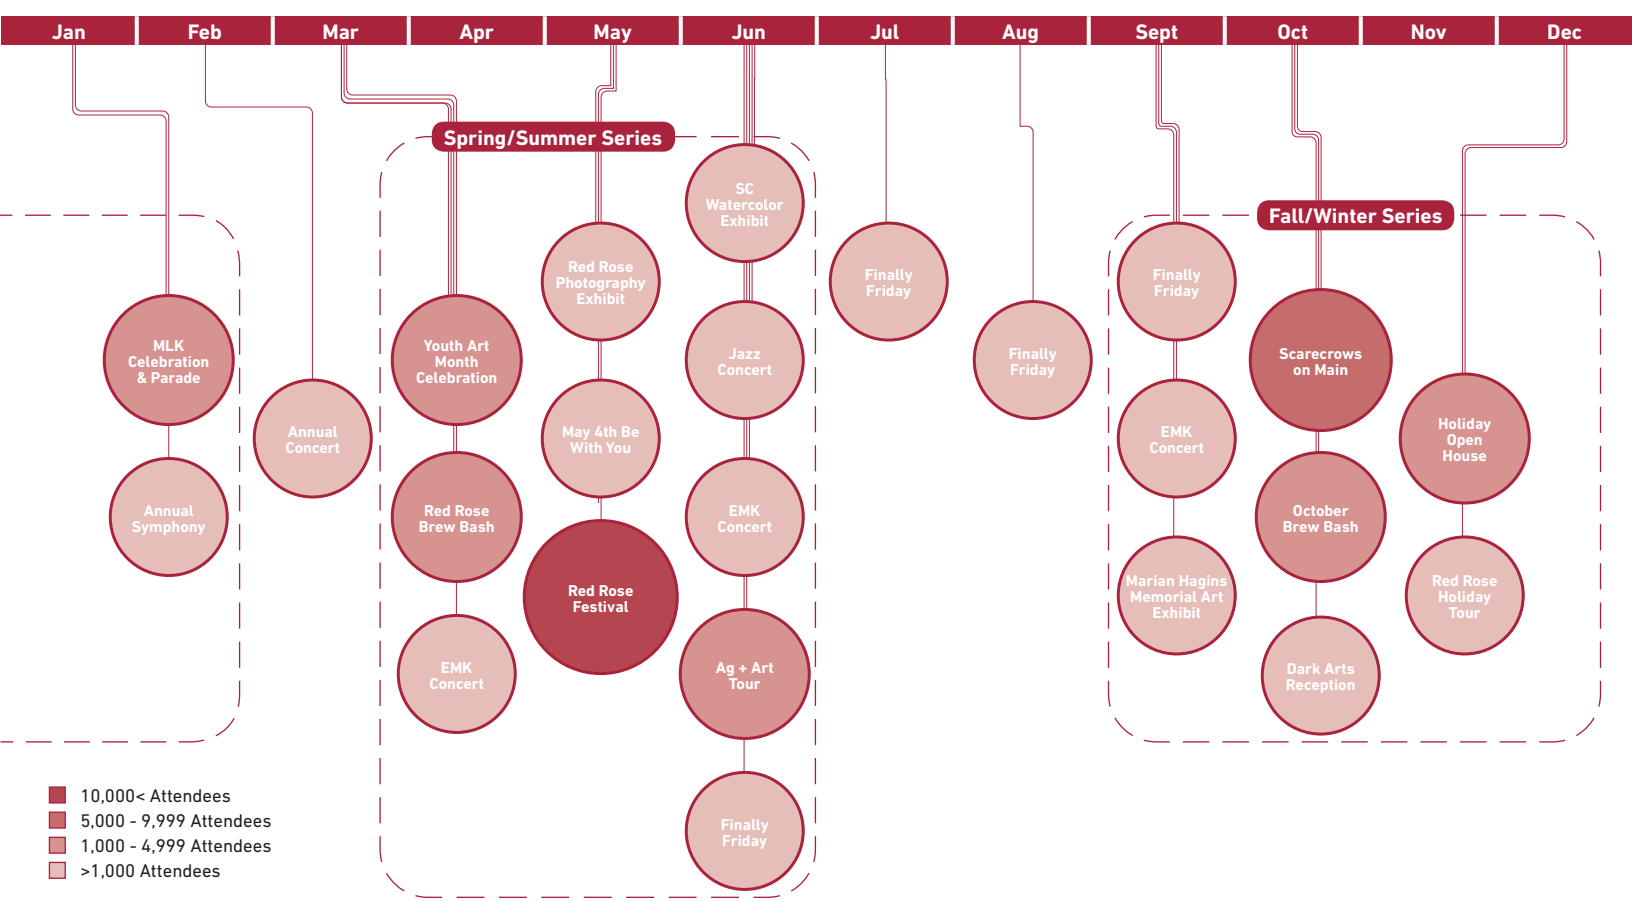 Jan
Feb
Mar
Apr
May
Jun
Jul
Aug
Sept
Oct
Nov
Dec
MLK
Celebration
& Parade
Annual
Symphony
Annual
Concert
Spring/Summer Series
Youth Art
Month
Celebration
Red Rose
Brew Bash
EMK
Concert
Red Rose
Photography
Exhibit
May 4th Be
With You
Red Rose
Festival
SC
Watercolor
Exhibit
Jazz
Concert
EMK
Concert
Ag + Art
Tour
Finally
Friday
Finally
Friday
Finally
Friday
Fall/Winter Series
Finally
Friday
EMK
Concert
Marian Hagins
Memorial Art
Exhibit
Scarecrows
on Main
October
Brew Bash
Dark Arts
Reception
Holiday
Open
House
Red Rose
Holiday
Tour
10,000< Attendees
5,000 - 9,999 Attendees
1,000 - 4,999 Attendees
>1,000 Attendees